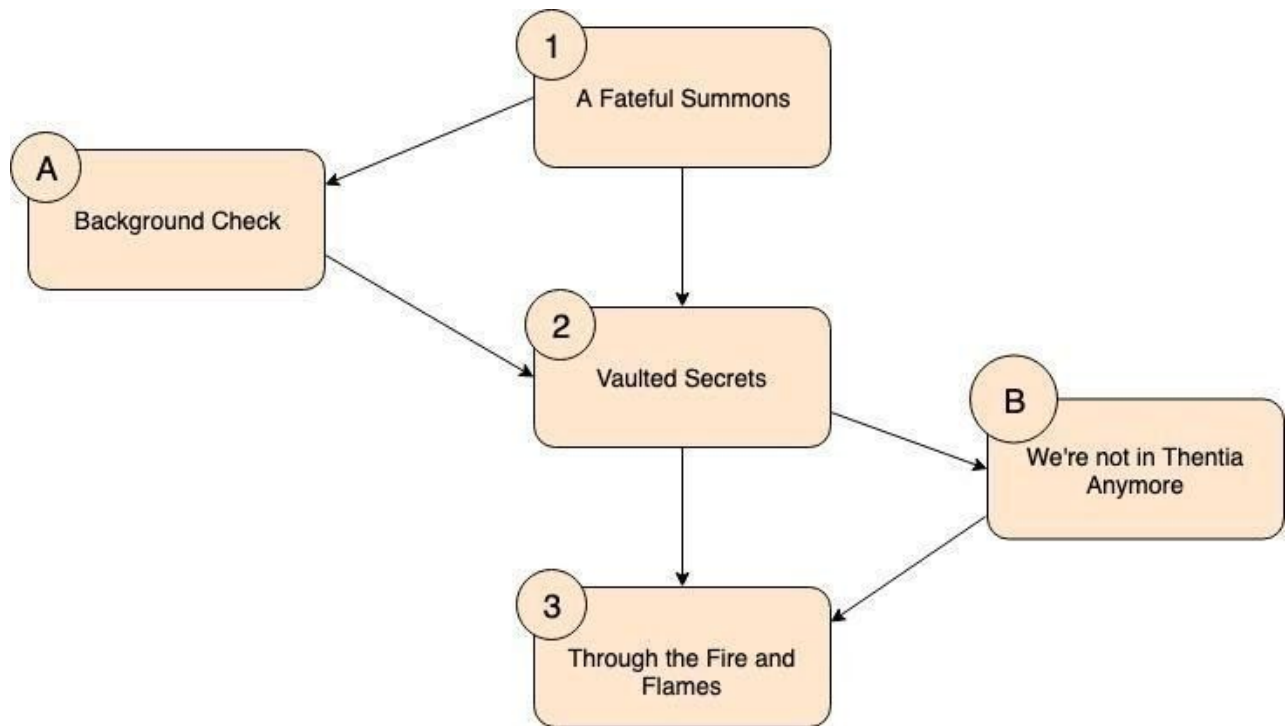 1
A Fateful Summons
A
Background Check
2
Vaulted Secrets
B
We're not in Thentia
Anymore
3
Through the Fire and
Flames